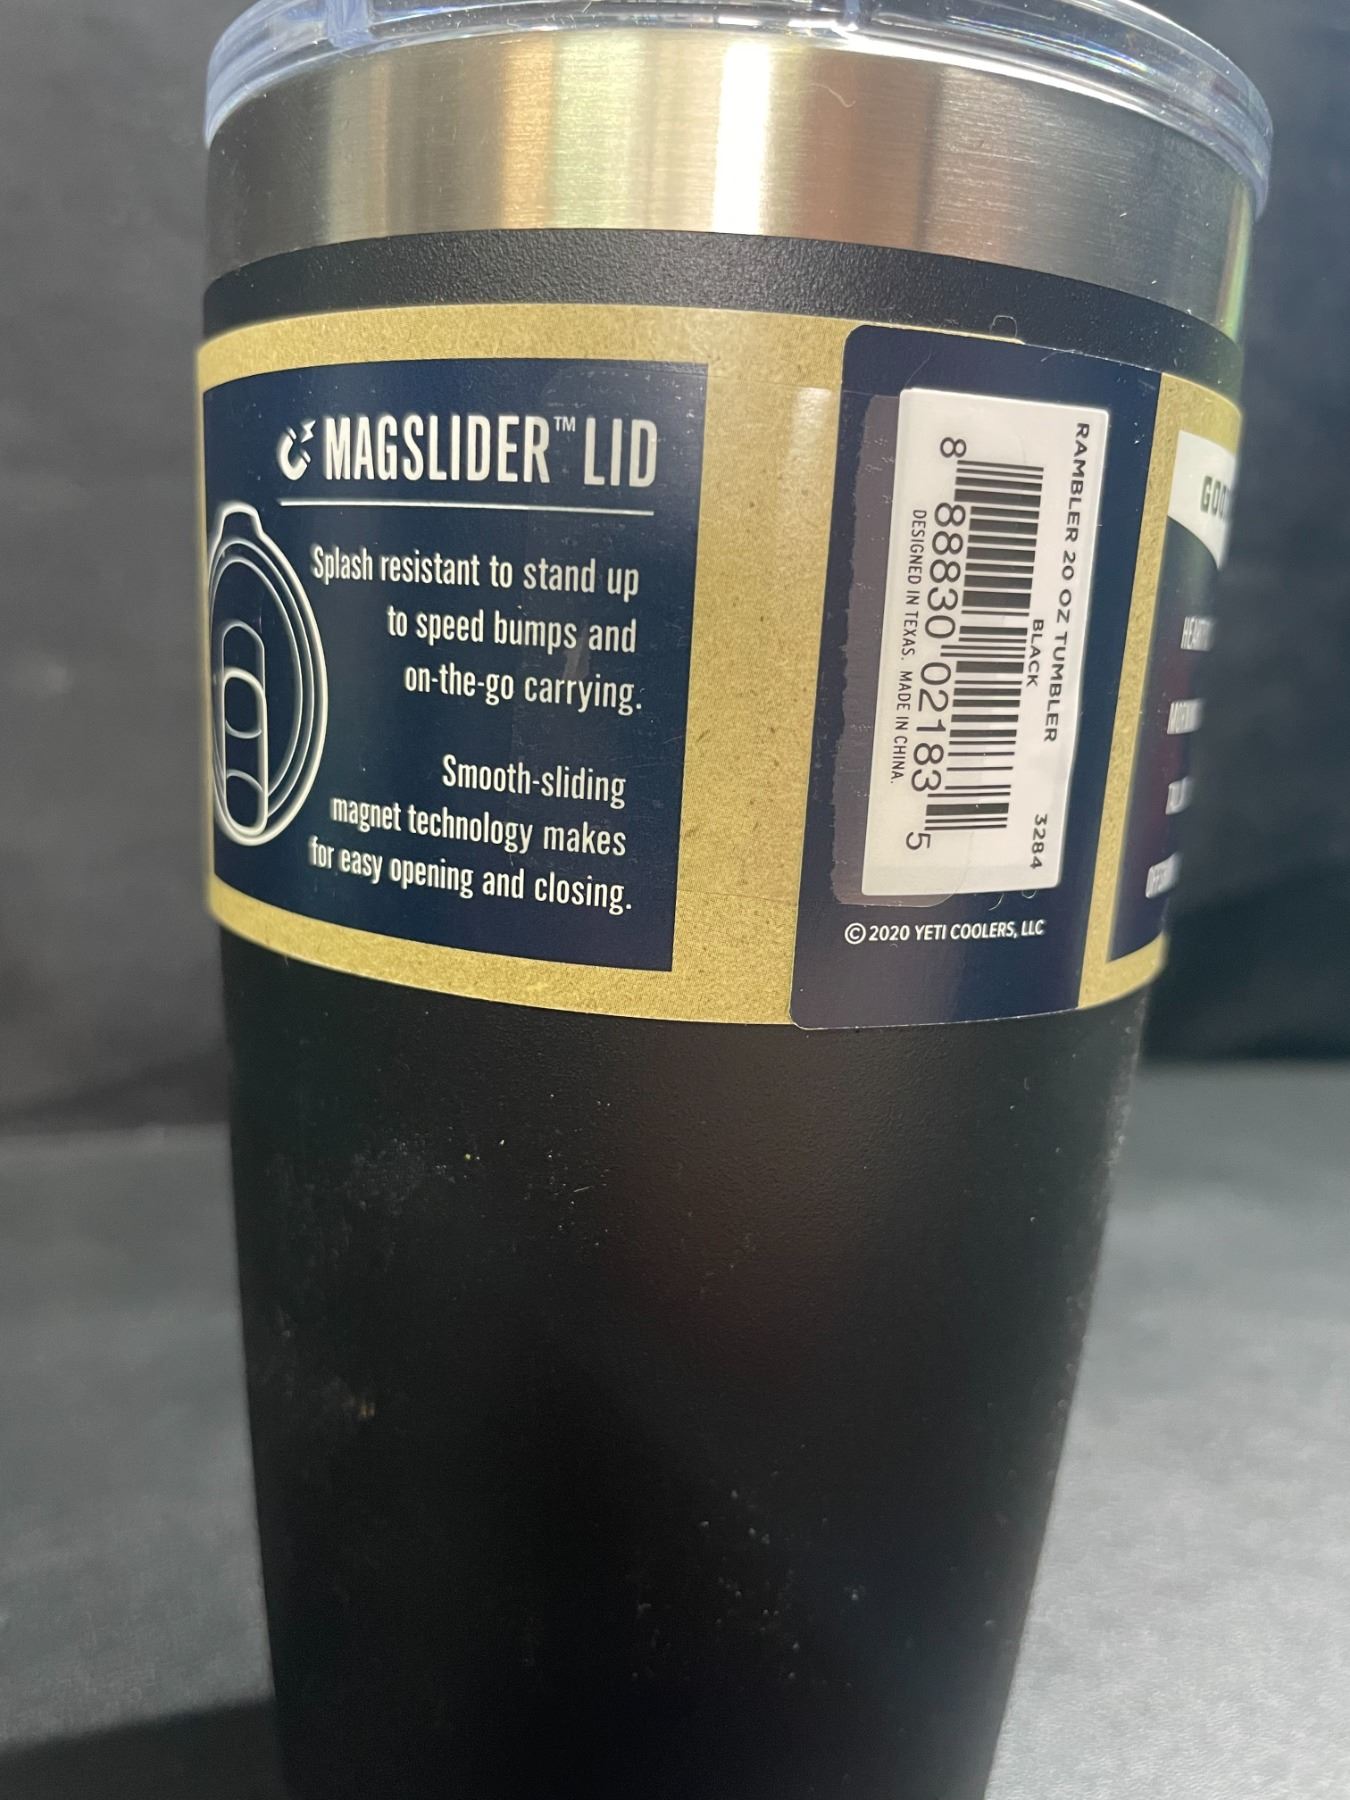 MAGSLIDER™ LID
Splash resistant to stand up
to speed bumps and
on-the-go carrying.
Smooth-sliding
magnet technology makes
for easy opening and closing.
RAMBLER 20 OZ TUMBLER
BLACK
3284
8 88830 02183 5
DESIGNED IN TEXAS. MADE IN CHINA.
© 2020 YETI COOLERS, LLC